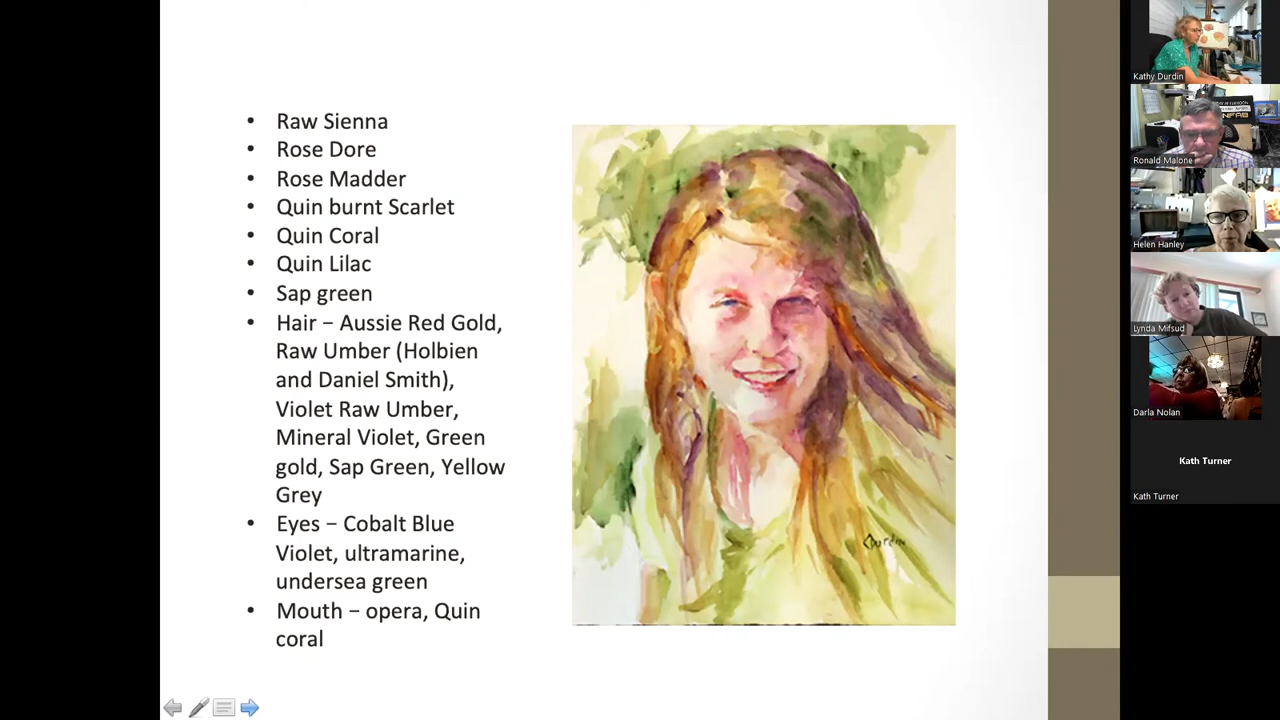 • Raw Sienna
• Rose Dore
• Rose Madder
• Quin burnt Scarlet
• Quin Coral
• Quin Lilac
• Sap green
• Hair – Aussie Red Gold,
Raw Umber (Holbien
and Daniel Smith),
Violet Raw Umber,
Mineral Violet, Green
gold, Sap Green, Yellow
Grey
• Eyes – Cobalt Blue
Violet, ultramarine,
undersea green
• Mouth – opera, Quin
coral
Kathy Durdin
Ronald Malone
Helen Hanley
Lynda Mifsud
Darla Nolan
Kath Turner
Kath Turner